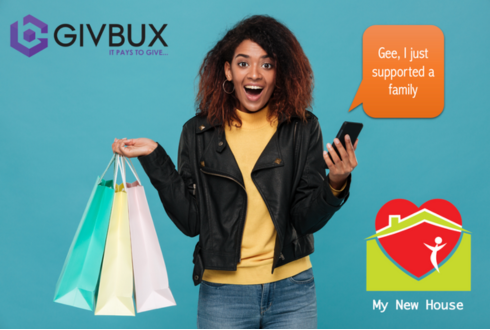 GIVBUX
IT PAYS TO GIVE...
Gee, I just
supported a
family
My New House